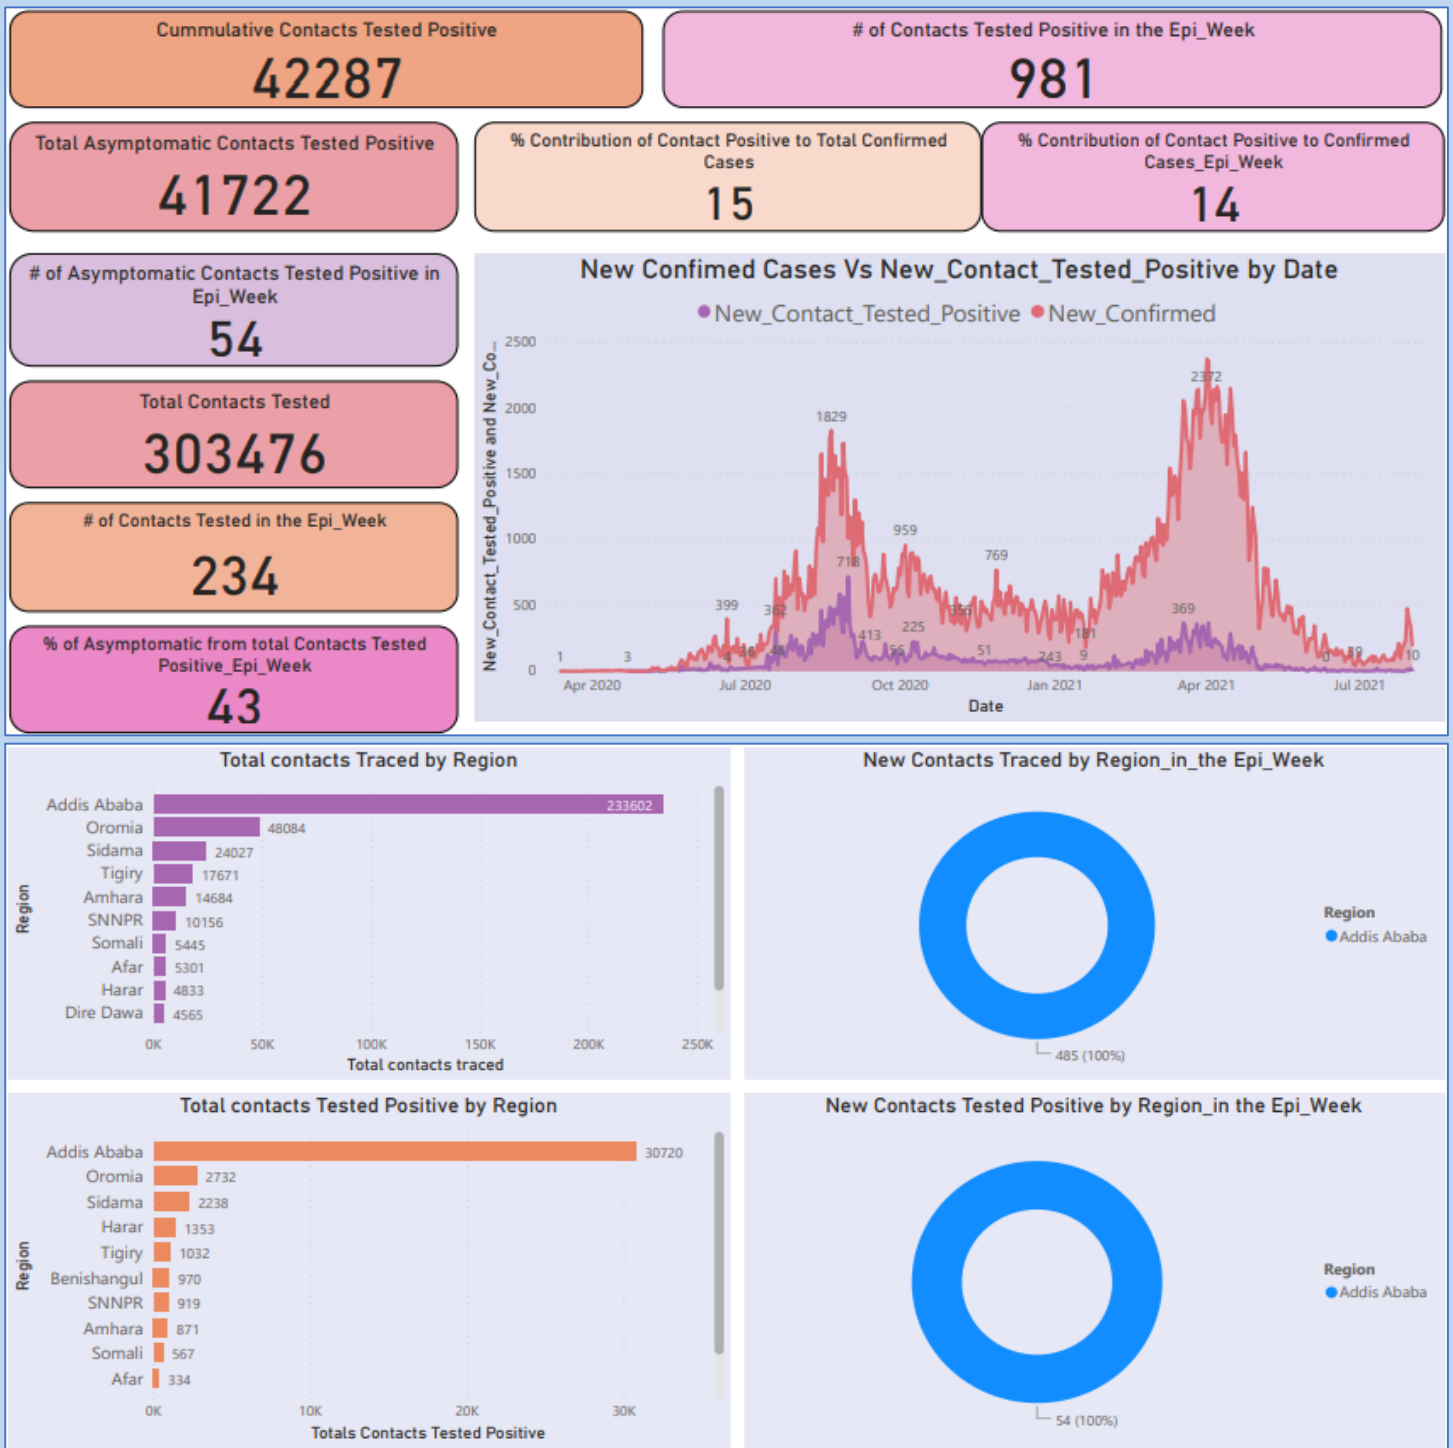 Cummulative Contacts Tested Positive
42287
# of Contacts Tested Positive in the Epi_Week
981
Total Asymptomatic Contacts Tested Positive
41722
% Contribution of Contact Positive to Total Confirmed
Cases
15
% Contribution of Contact Positive to Confirmed
Cases_Epi_Week
14
# of Asymptomatic Contacts Tested Positive in
Epi_Week
54
Total Contacts Tested
303476
# of Contacts Tested in the Epi_Week
234
% of Asymptomatic from total Contacts Tested
Positive_Epi_Week
43
New Confimed Cases Vs New_Contact_Tested_Positive by Date
New_Contact_Tested_Positive New_Confirmed
New_Contact_Tested_Positive and New_Co...
2500
2000
1500
1000
500
0
1
3
399
4
362
48
1829
718
413
959
225
51
769
243
181
9
369
2372
0
10
Apr 2020 Jul 2020 Oct 2020 Jan 2021 Apr 2021 Jul 2021
Date
Total contacts Traced by Region
Region
Addis Ababa 233602
Oromia 48084
Sidama 24027
Tigiry 17671
Amhara 14684
SNNPR 10156
Somali 5445
Afar 5301
Harar 4833
Dire Dawa 4565
0K 50K 100K 150K 200K 250K
Total contacts traced
New Contacts Traced by Region_in_the Epi_Week
Region
Addis Ababa
485 (100%)
Total contacts Tested Positive by Region
Region
Addis Ababa 30720
Oromia 2732
Sidama 2238
Harar 1353
Tigiry 1032
Benishangul 970
SNNPR 919
Amhara 871
Somali 567
Afar 334
0K 10K 20K 30K
Totals Contacts Tested Positive
New Contacts Tested Positive by Region_in the Epi_Week
Region
Addis Ababa
54 (100%)